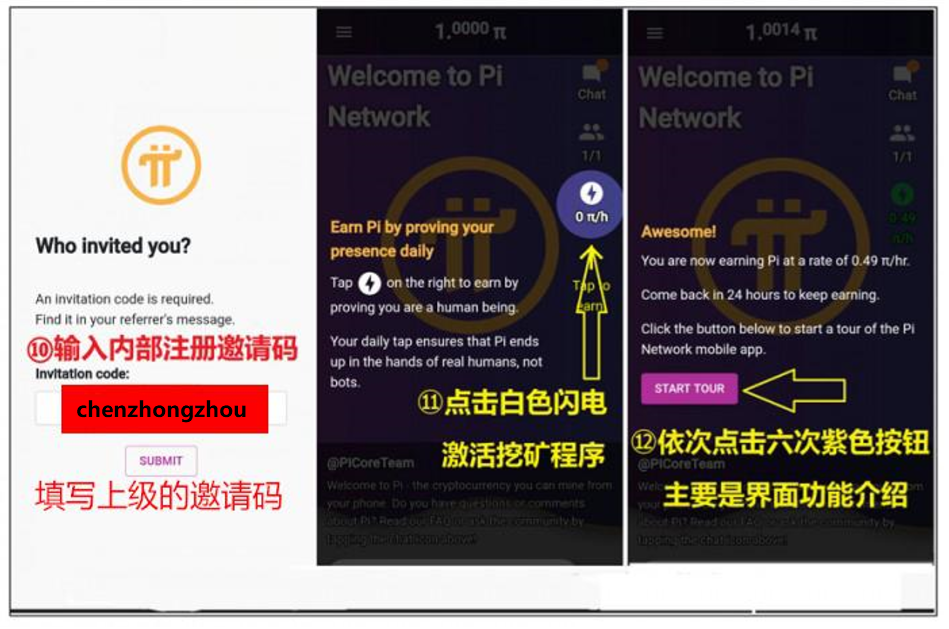 Who invited you?
An invitation code is required.
Find it in your referrer's message.
⑩输入内部注册邀请码
Invitation code:
chenzhongzhou
SUBMIT
填写上级的邀请码
1.0000 π
Welcome to Pi
Network
Chat
1/1
0 π/h
Earn Pi by proving your
presence daily
Tap on the right to earn by
proving you are a human being.
Tap to
earn
Your daily tap ensures that Pi ends
up in the hands of real humans, not
bots.
⑪点击白色闪电
激活挖矿程序
@PiCoreTeam
Welcome to Pi - the cryptocurrency you can mine from
your phone. Do you have questions or comments
about Pi? Read our FAQ or ask the community by
tapping the chat icon above!
1.0014 π
Welcome to Pi
Network
Chat
1/1
0.49
π/h
Awesome!
You are now earning Pi at a rate of 0.49 π/hr.
Come back in 24 hours to keep earning.
Click the button below to start a tour of the Pi
Network mobile app.
START TOUR
⑫依次点击六次紫色按钮
主要是界面功能介绍
@PiCoreTeam
about Pi? Read our FAQ or ask the community by
tapping the chat icon above!